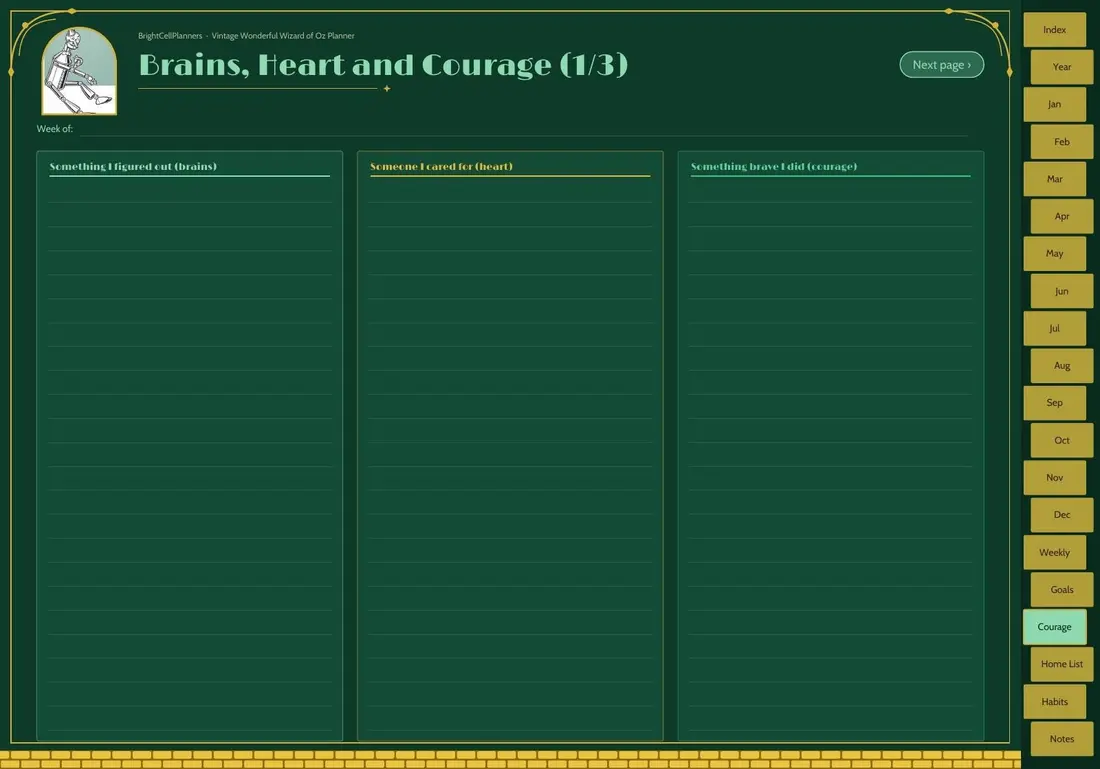 BrightCellPlanners - Vintage Wonderful Wizard of Oz Planner
Brains, Heart and Courage (1/3)
Next page ›
Week of:
Something I figured out (brains)
Someone I cared for (heart)
Something brave I did (courage)
Index
Year
Jan
Feb
Mar
Apr
May
Jun
Jul
Aug
Sep
Oct
Nov
Dec
Weekly
Goals
Courage
Home List
Habits
Notes